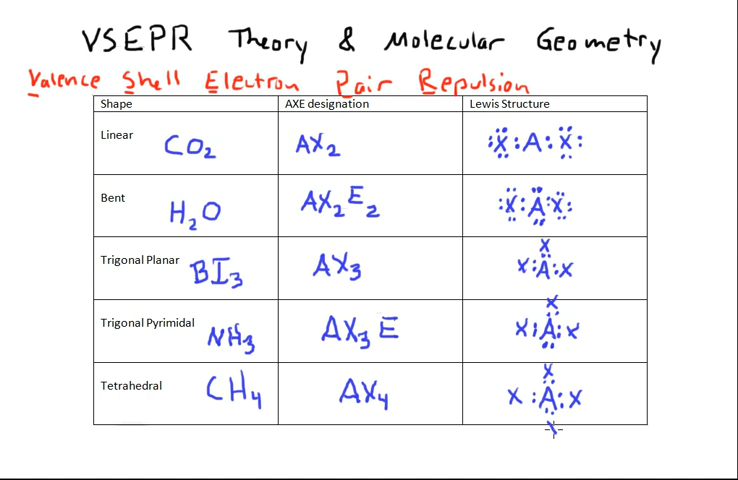 VSEPR Theory & Molecular Geometry
Valence Shell Electron Pair Repulsion
Shape AXE designation Lewis Structure
Linear CO2 AX2 :X:A:X:
Bent H2O AX2E2 :X:A:X:
X
Trigonal Planar BI3 AX3 X:A:X
X
Trigonal Pyrimidal NH3 AX3E X:A:X
X
Tetrahedral CH4 AX4 X:A:X
X